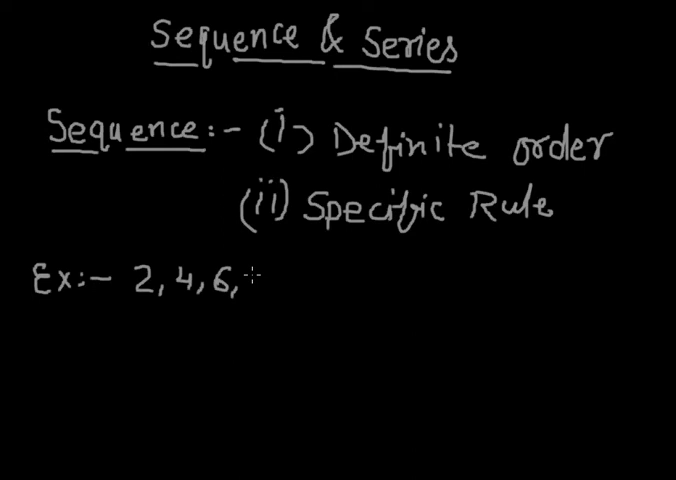 Sequence & Series
Sequence:- (i) Definite order
(ii) Specific Rule
Ex:- 2, 4, 6,